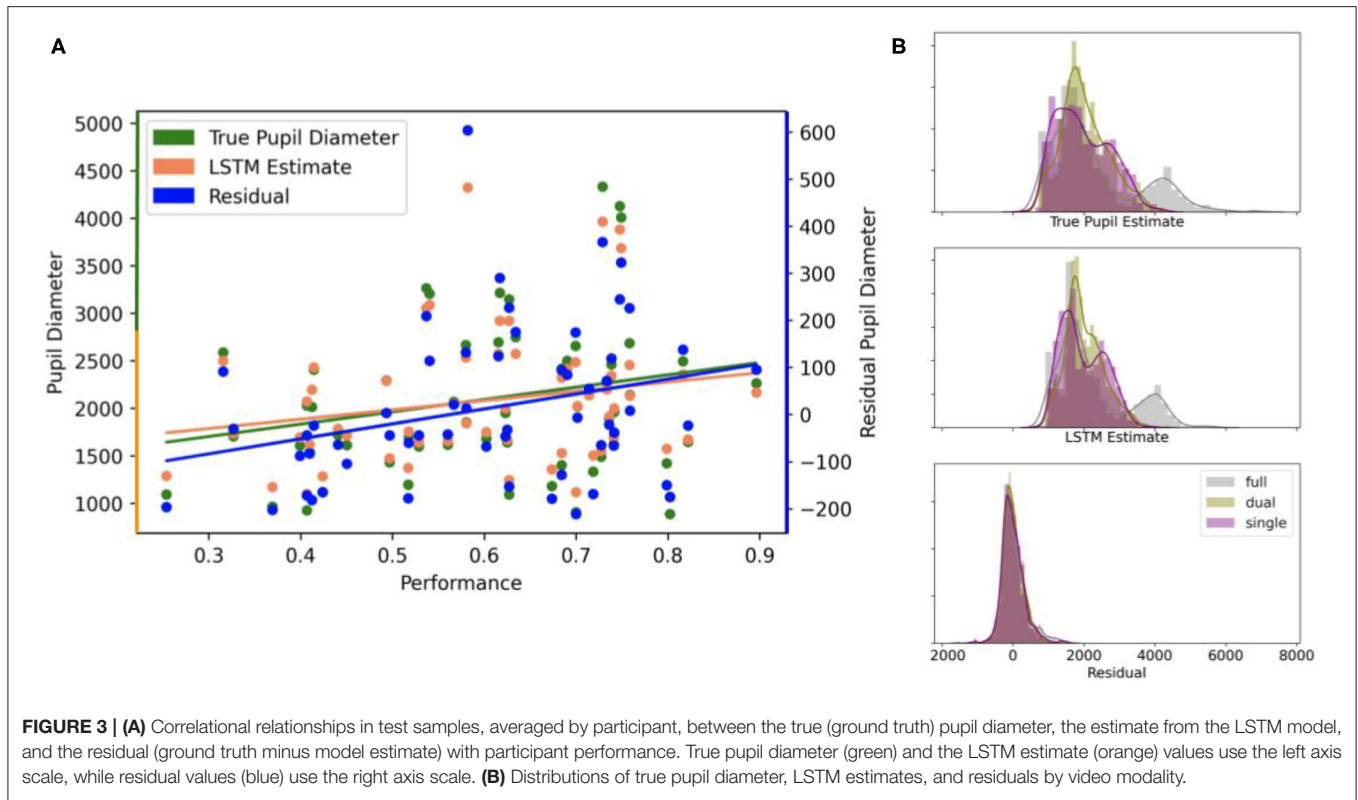 A
B
5000
4500
4000
3500
3000
2500
2000
1500
1000
Pupil Diameter
True Pupil Diameter
LSTM Estimate
Residual
600
500
400
300
200
100
0
−100
−200
Residual Pupil Diameter
0.3 0.4 0.5 0.6 0.7 0.8 0.9
Performance
True Pupil Estimate
LSTM Estimate
full
dual
single
2000 0 2000 4000 6000 8000
Residual
FIGURE 3 | (A) Correlational relationships in test samples, averaged by participant, between the true (ground truth) pupil diameter, the estimate from the LSTM model,
and the residual (ground truth minus model estimate) with participant performance. True pupil diameter (green) and the LSTM estimate (orange) values use the left axis
scale, while residual values (blue) use the right axis scale. (B) Distributions of true pupil diameter, LSTM estimates, and residuals by video modality.